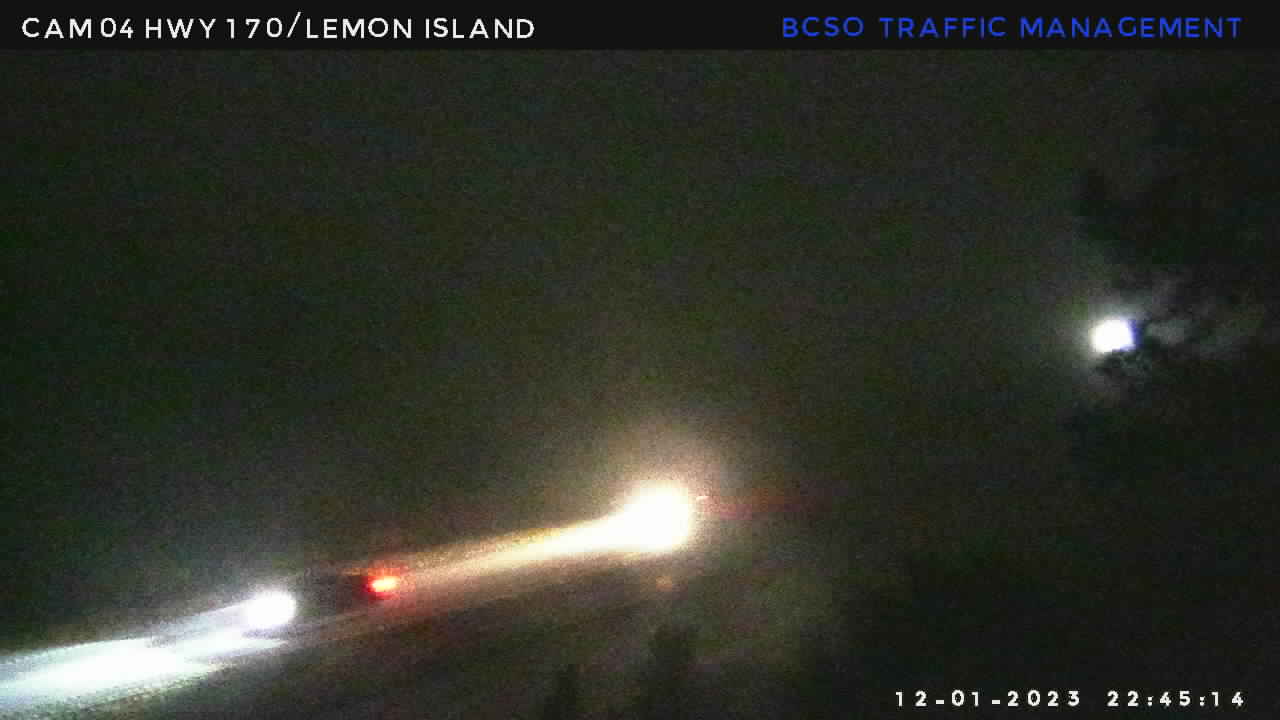 CAM 04 HWY 170/LEMON ISLAND
BCSO TRAFFIC MANAGEMENT
12-01-2023 22:45:14